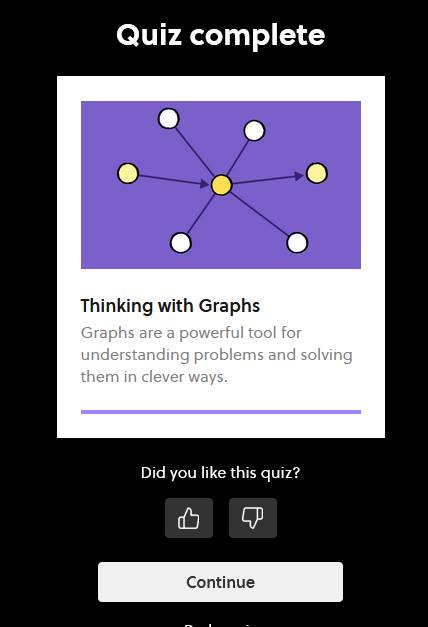 Quiz complete
Thinking with Graphs
Graphs are a powerful tool for
understanding problems and solving
them in clever ways.
Did you like this quiz?
Continue